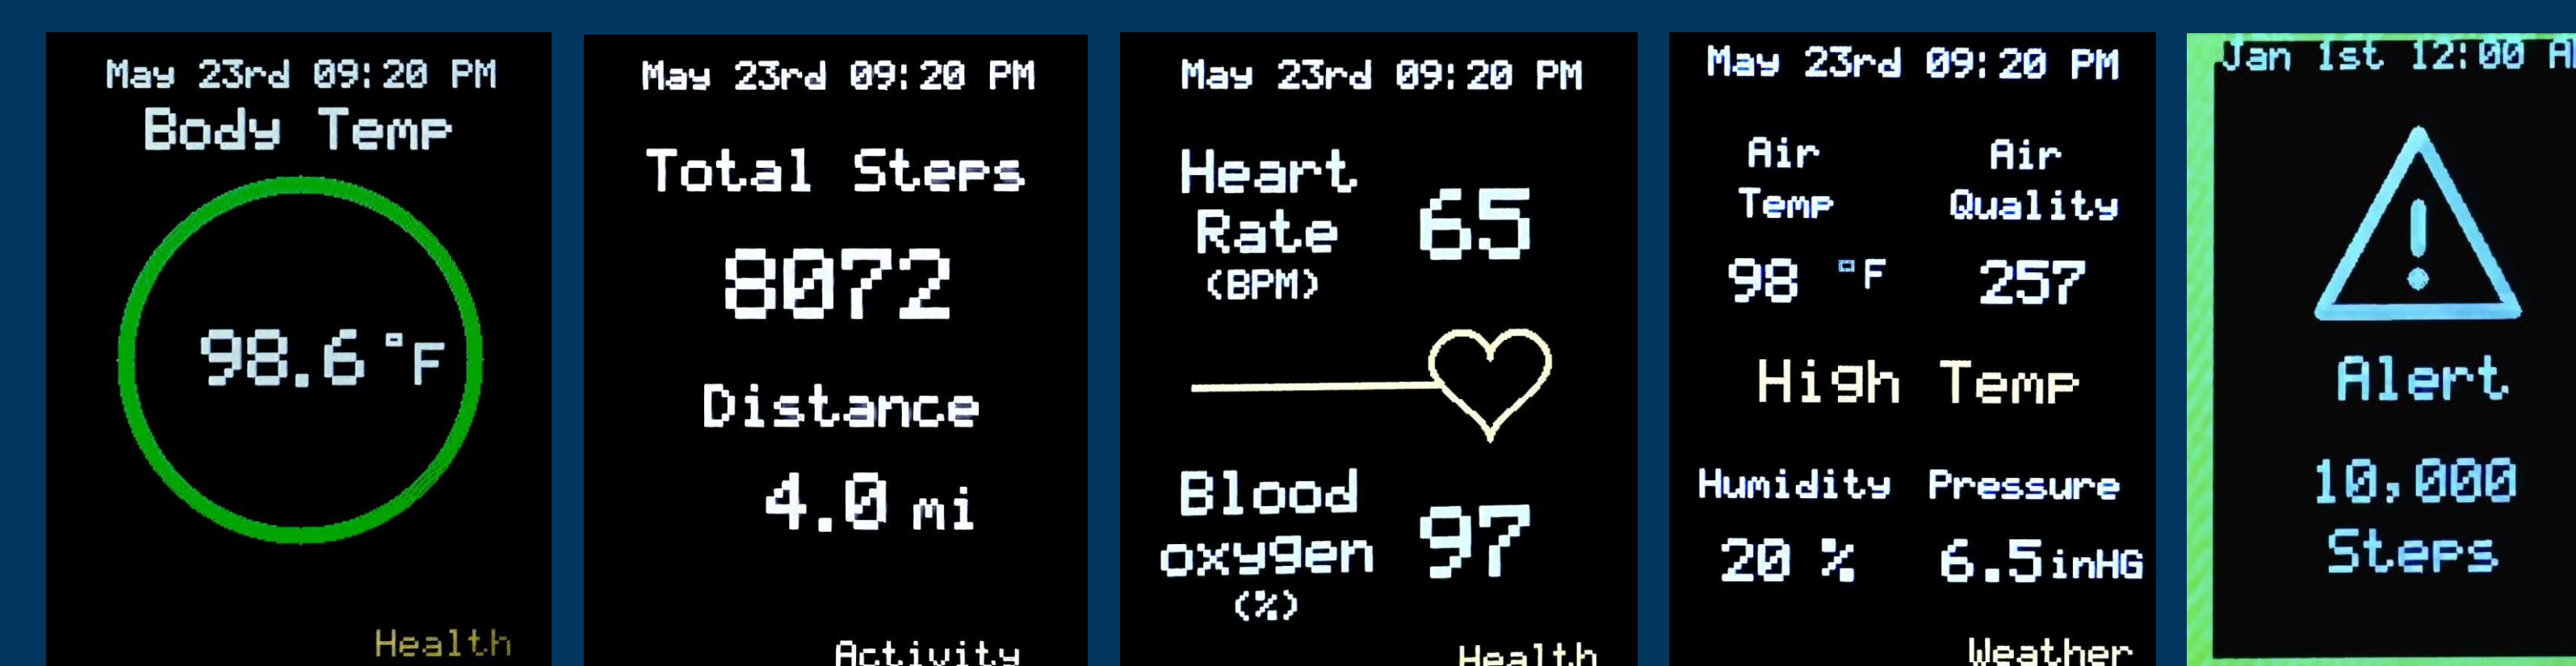 May 23rd 09:20 PM
Body Temp
98.6 °F
Health
May 23rd 09:20 PM
Total Steps
8072
Distance
4.0 mi
Activity
May 23rd 09:20 PM
Heart
Rate
(BPM)
65
Blood
oxygen
(%)
97
Health
May 23rd 09:20 PM
Air
Temp
98 °F
Air
Quality
257
High Temp
Humidity
20 %
Pressure
6.5 inHG
Weather
Jan 1st 12:00 A
Alert
10,000
Steps